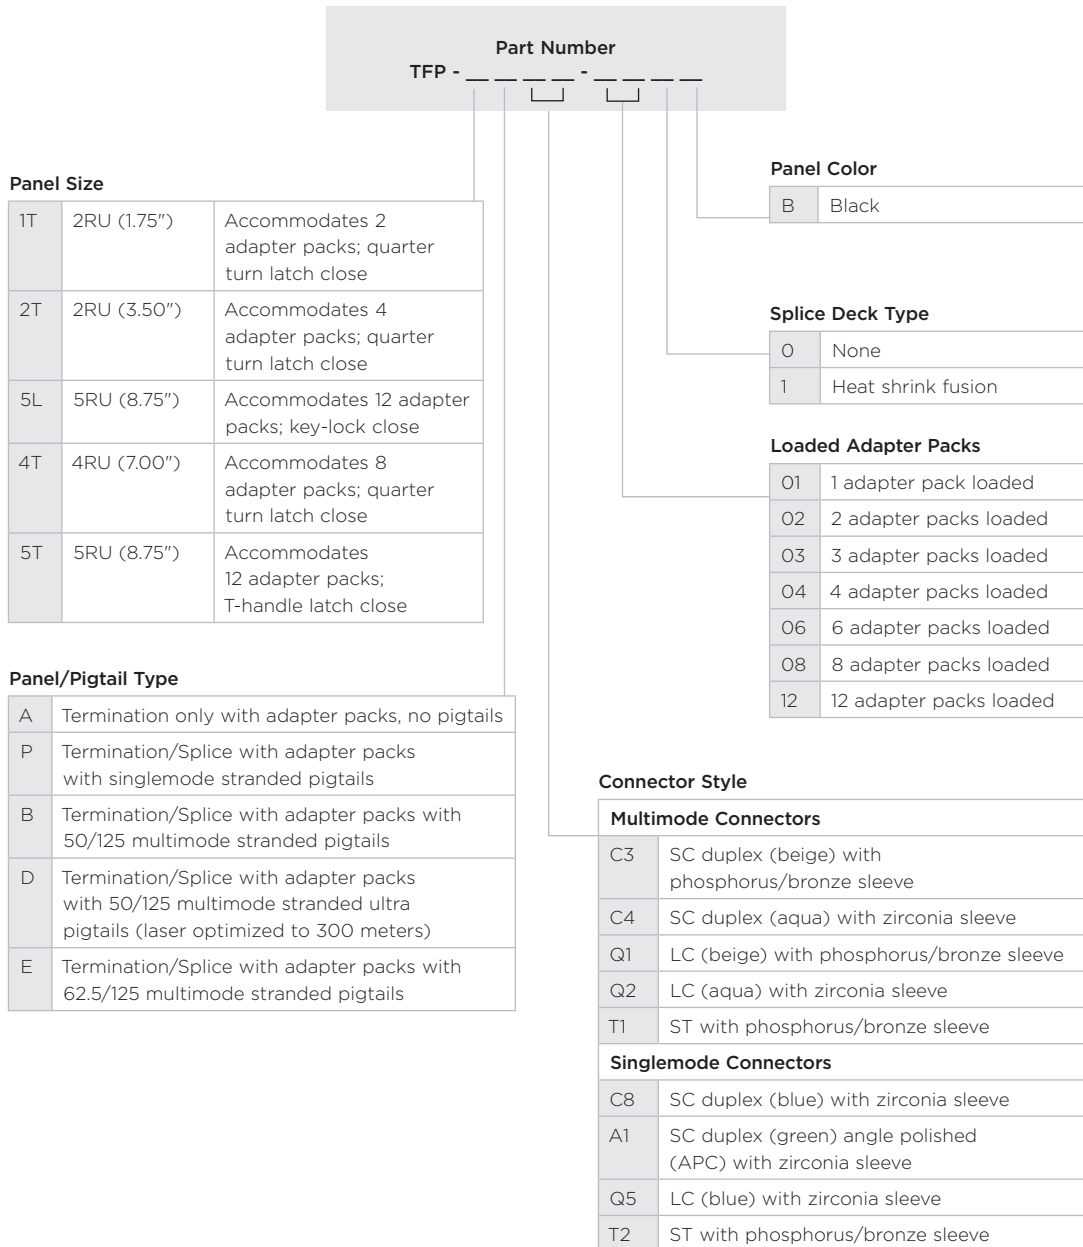 Part Number
TFP - __ __ __ __ - __ __ __ __
Panel Size
1T 2RU (1.75") Accommodates 2
adapter packs; quarter
turn latch close
2T 2RU (3.50") Accommodates 4
adapter packs; quarter
turn latch close
5L 5RU (8.75") Accommodates 12 adapter
packs; key-lock close
4T 4RU (7.00") Accommodates 8
adapter packs; quarter
turn latch close
5T 5RU (8.75") Accommodates
12 adapter packs;
T-handle latch close
Panel/Pigtail Type
A Termination only with adapter packs, no pigtails
P Termination/Splice with adapter packs
with singlemode stranded pigtails
B Termination/Splice with adapter packs with
50/125 multimode stranded pigtails
D Termination/Splice with adapter packs
with 50/125 multimode stranded ultra
pigtails (laser optimized to 300 meters)
E Termination/Splice with adapter packs with
62.5/125 multimode stranded pigtails
Panel Color
B Black
Splice Deck Type
0 None
1 Heat shrink fusion
Loaded Adapter Packs
01 1 adapter pack loaded
02 2 adapter packs loaded
03 3 adapter packs loaded
04 4 adapter packs loaded
06 6 adapter packs loaded
08 8 adapter packs loaded
12 12 adapter packs loaded
Connector Style
Multimode Connectors
C3 SC duplex (beige) with
phosphorus/bronze sleeve
C4 SC duplex (aqua) with zirconia sleeve
Q1 LC (beige) with phosphorus/bronze sleeve
Q2 LC (aqua) with zirconia sleeve
T1 ST with phosphorus/bronze sleeve
Singlemode Connectors
C8 SC duplex (blue) with zirconia sleeve
A1 SC duplex (green) angle polished
(APC) with zirconia sleeve
Q5 LC (blue) with zirconia sleeve
T2 ST with phosphorus/bronze sleeve